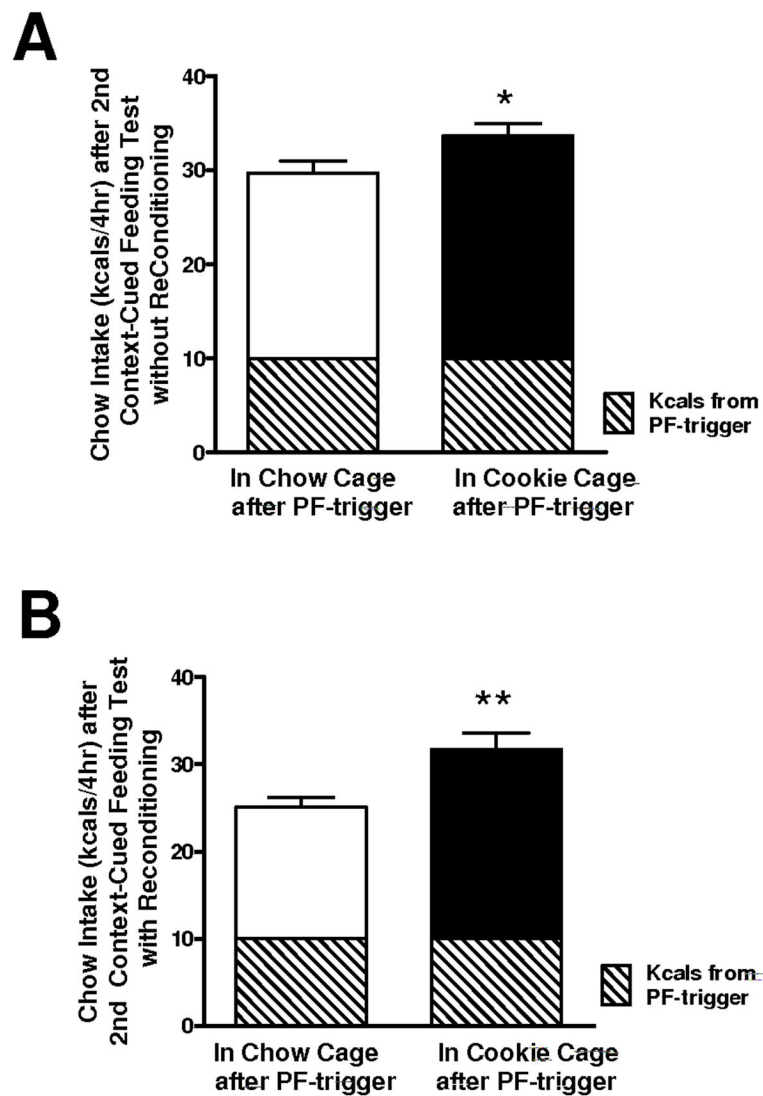 A
Chow Intake (kcals/4hr) after 2nd
Context-Cued Feeding Test
without ReConditioning
40
30
20
10
0
*
In Chow Cage
after PF-trigger
In Cookie Cage
after PF-trigger
Kcals from
PF-trigger
B
Chow Intake (kcals/4hr) after
2nd Context-Cued Feeding Test
with Reconditioning
40
30
20
10
0
**
In Chow Cage
after PF-trigger
In Cookie Cage
after PF-trigger
Kcals from
PF-trigger